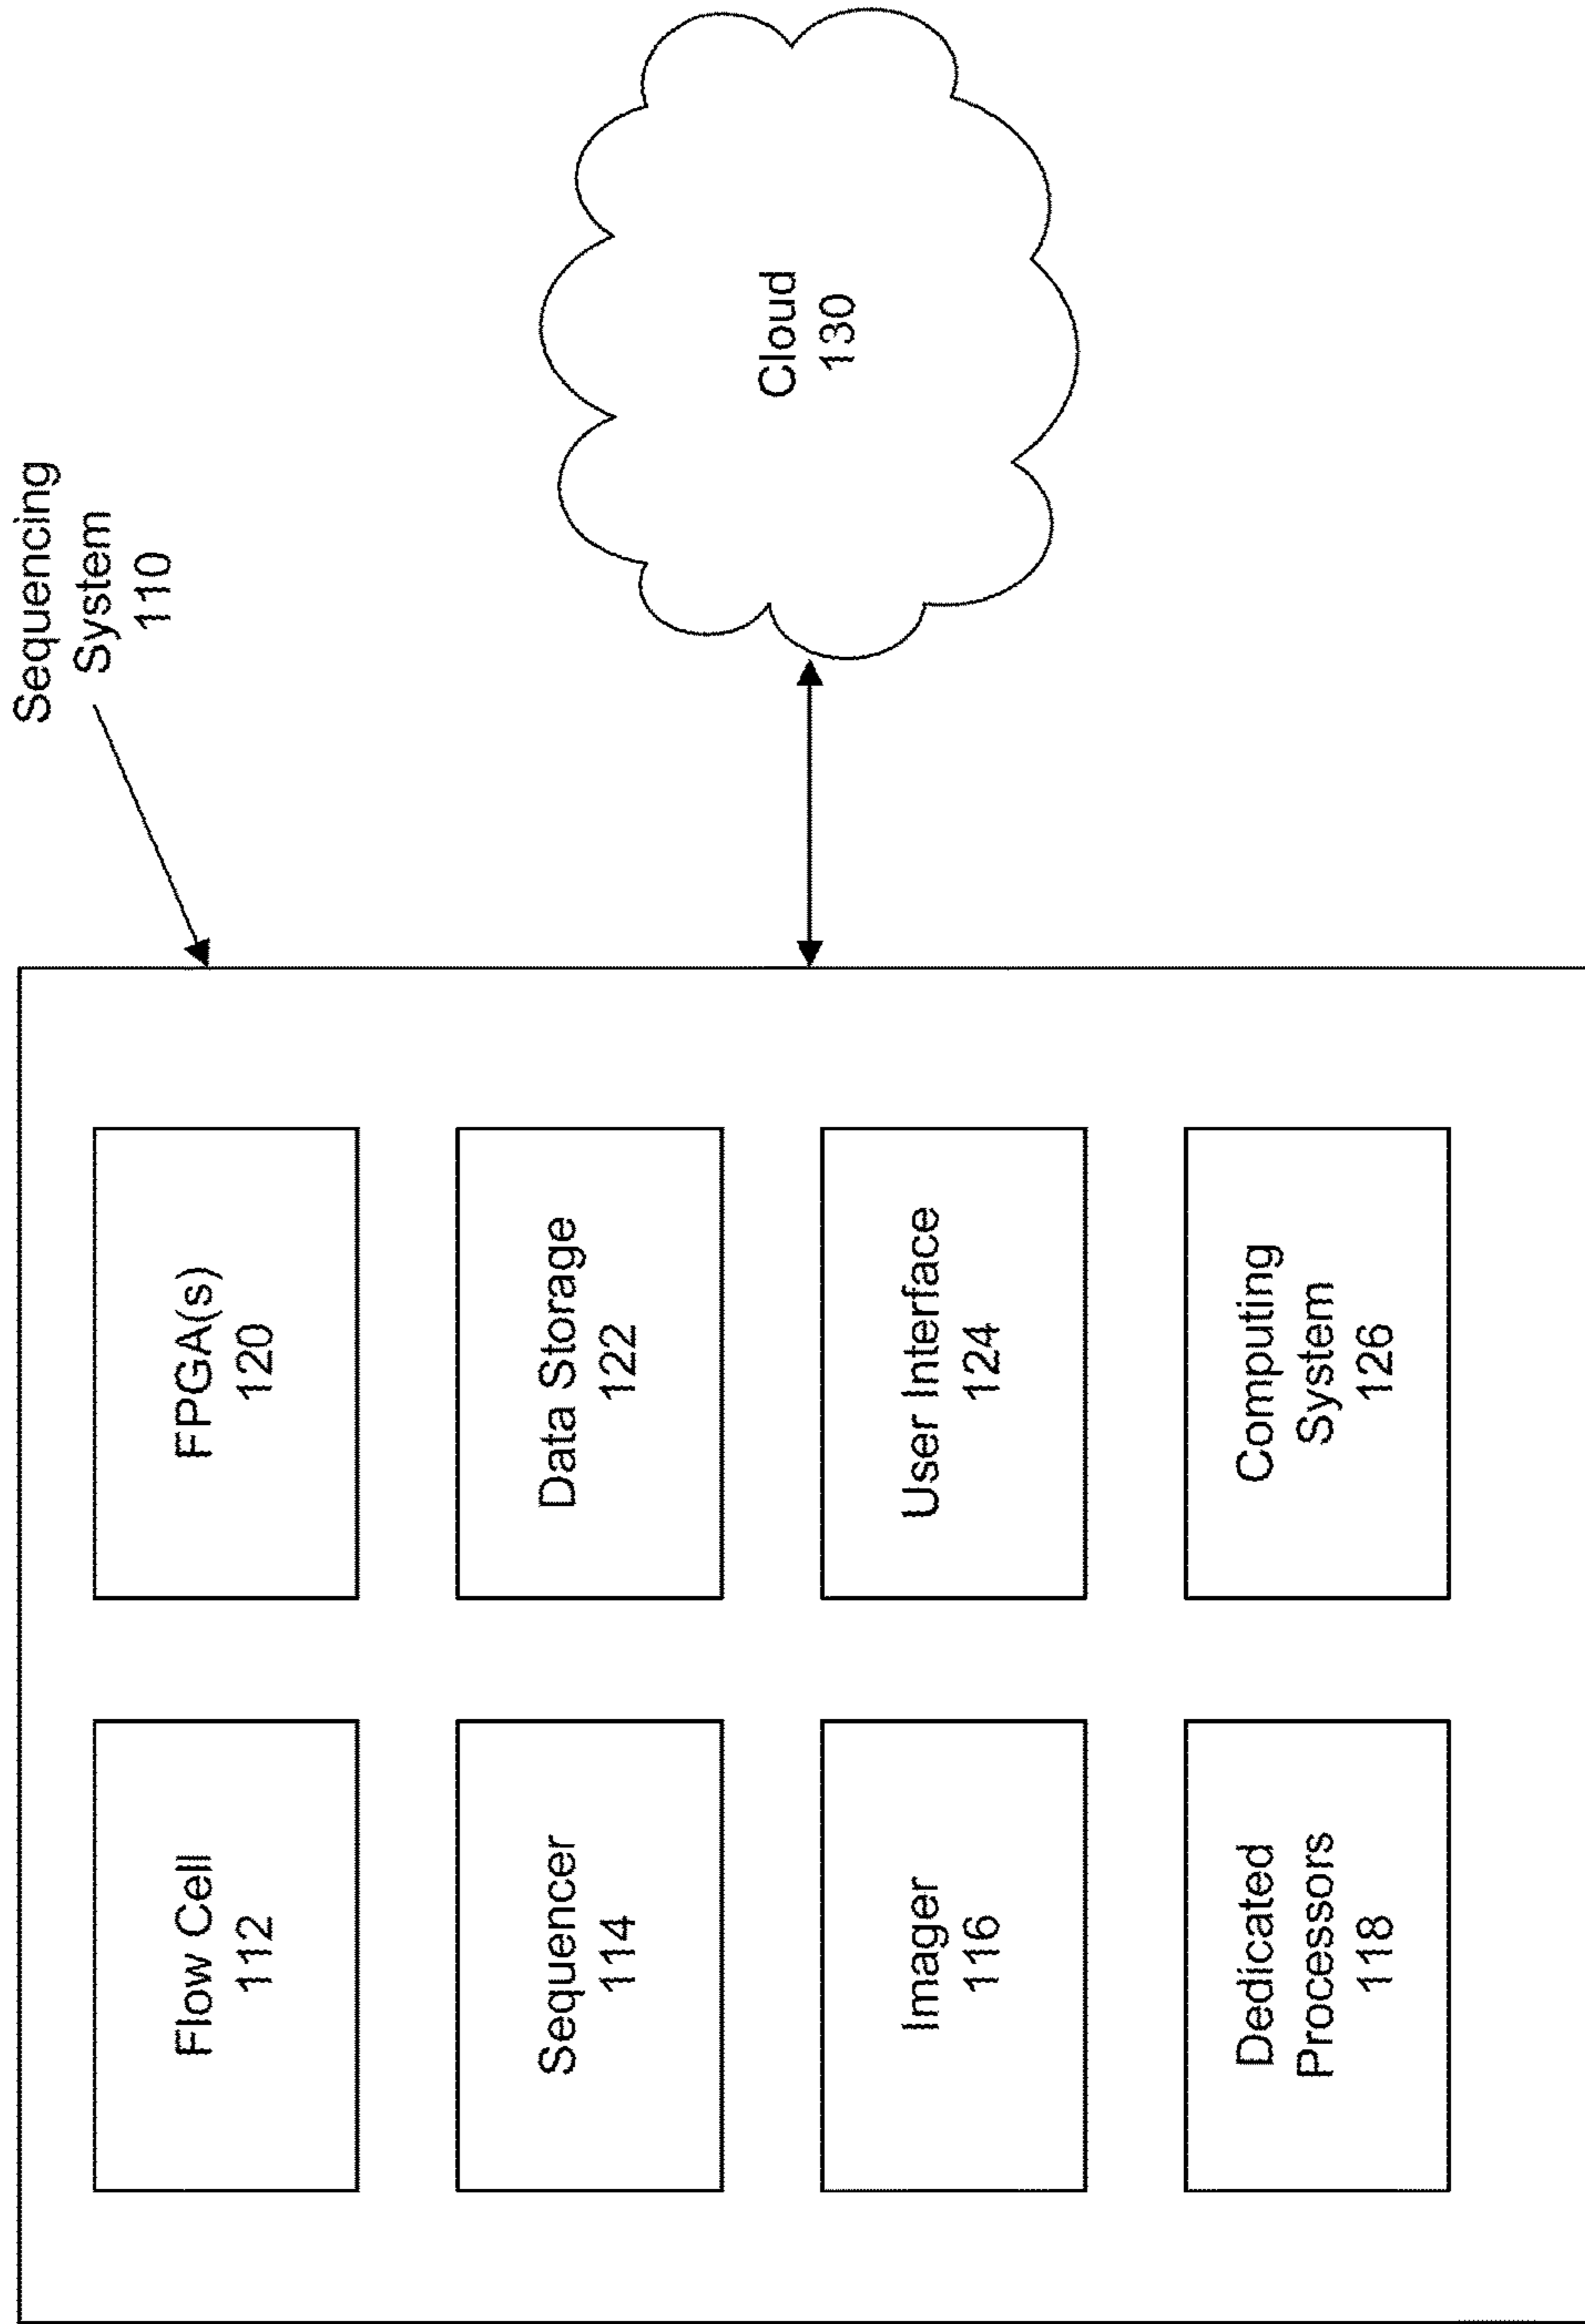 Sequencing
System
110
Flow Cell
112
FPGA(s)
120
Sequencer
114
Data Storage
122
Imager
116
User Interface
124
Dedicated
Processors
118
Computing
System
126
Cloud
130